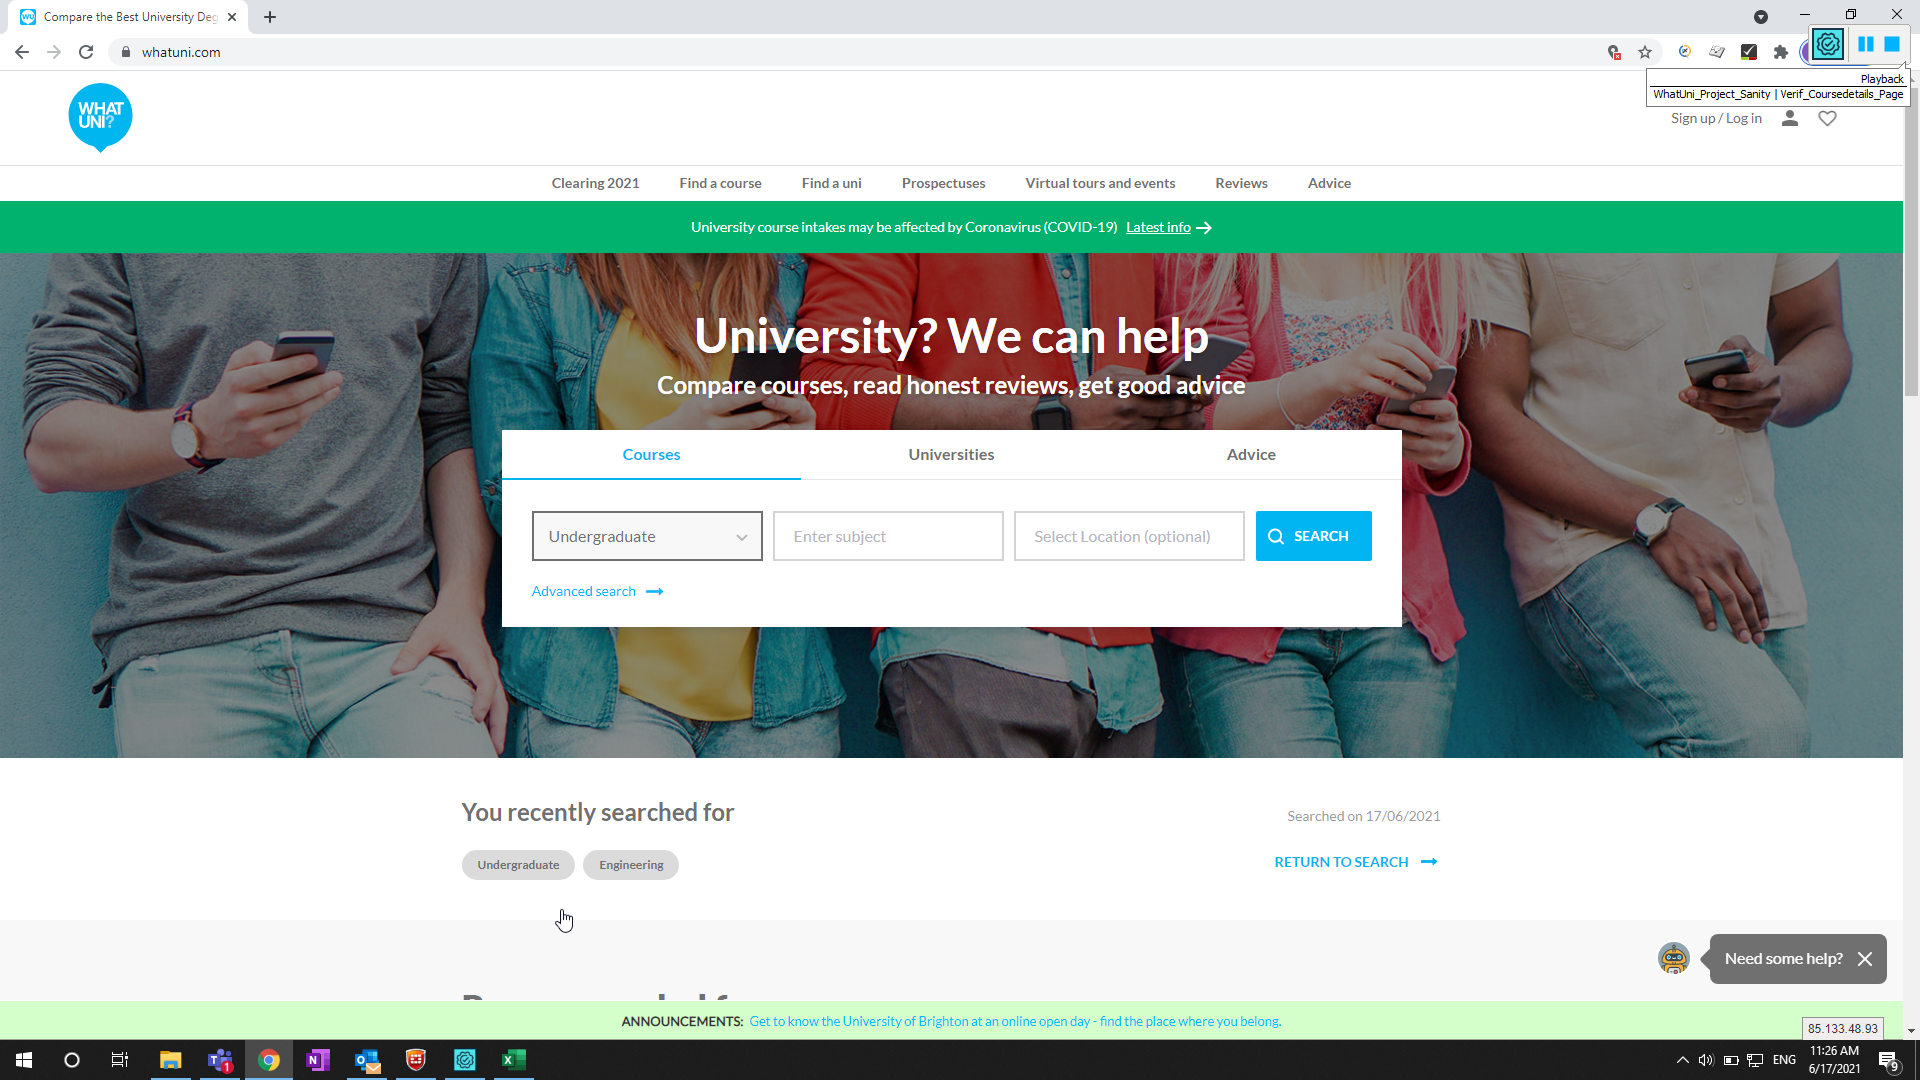 Compare the Best University Deg
whatuni.com
Playback
WhatUni_Project_Sanity | Verif_Coursedetails_Page
WHAT
UNI?
Sign up / Log in
Clearing 2021
Find a course
Find a uni
Prospectuses
Virtual tours and events
Reviews
Advice
University course intakes may be affected by Coronavirus (COVID-19) Latest info
University? We can help
Compare courses, read honest reviews, get good advice
Courses
Universities
Advice
Undergraduate
Enter subject
Select Location (optional)
SEARCH
Advanced search
You recently searched for
Searched on 17/06/2021
Undergraduate
Engineering
RETURN TO SEARCH
Need some help?
ANNOUNCEMENTS: Get to know the University of Brighton at an online open day - find the place where you belong.
85.133.48.93
ENG
11:26 AM
6/17/2021
9